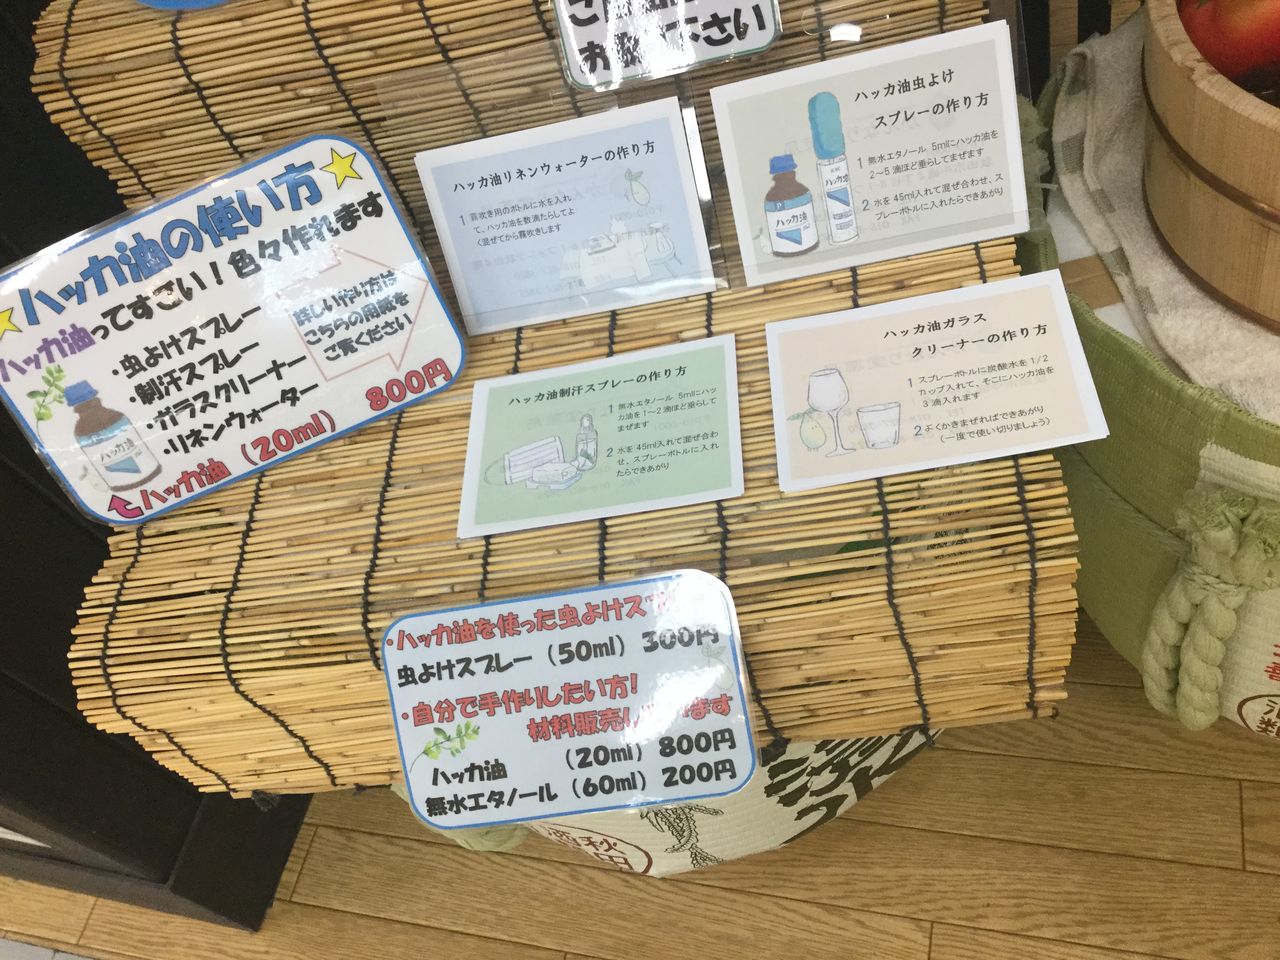 お試し下さい
ハッカ油の使い方
ハッカ油ってすごい!色々作れます
・虫よけスプレー
・制汗スプレー
・ガラスクリーナー
・リネンウォーター
詳しい作り方は
こちらの用紙を
ご覧ください
ハッカ油(20ml) 800円
ハッカ油
ハッカ油リネンウォーターの作り方
1 霧吹き用のボトルに水を入れ
て、ハッカ油を数滴たらしてよ
く混ぜてから霧吹きします
ハッカ油虫よけ
スプレーの作り方
1 無水エタノール 5mlにハッカ油を
2～5滴ほど垂らしてまぜます
2 水を45ml入れて混ぜ合わせ、ス
プレーボトルに入れたらできあがり
ハッカ油
ハッカ油
ハッカ油制汗スプレーの作り方
1 無水エタノール 5mlにハッ
カ油を1～2滴ほど垂らして
まぜます
2 水を45ml入れて混ぜ合わ
せ、スプレーボトルに入れ
たらできあがり
ハッカ油ガラス
クリーナーの作り方
1 スプレーボトルに炭酸水を1/2
カップ入れて、そこにハッカ油を
3滴入れます
2 よくかきまぜればできあがり
(一度で使い切りましょう)
・ハッカ油を使った虫よけス
虫よけスプレー(50ml) 300円
・自分で手作りしたい方!
材料販売し ます
ハッカ油 (20ml) 800円
無水エタノール(60ml) 200円
秋田
酒